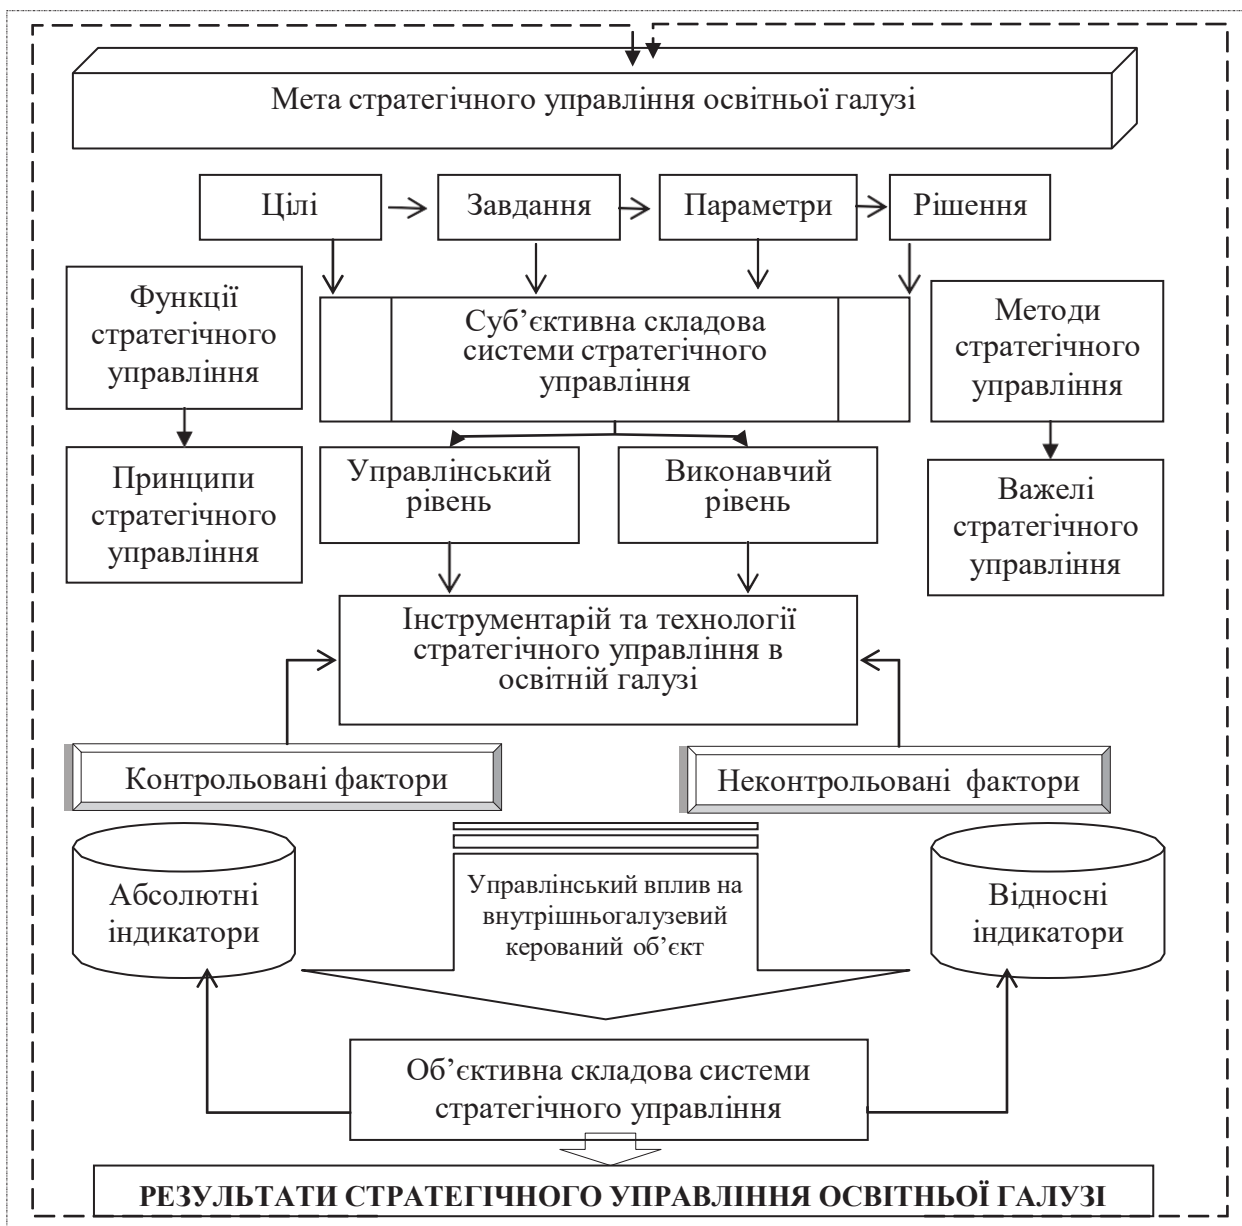 Мета стратегічного управління освітньої галузі
Цілі
Завдання
Параметри
Рішення
Функції
стратегічного
управління
Суб’єктивна складова
системи стратегічного
управління
Методи
стратегічного
управління
Принципи
стратегічного
управління
Управлінський
рівень
Виконавчий
рівень
Важелі
стратегічного
управління
Інструментарій та технології
стратегічного управління в
освітній галузі
Контрольовані фактори
Неконтрольовані фактори
Абсолютні
індикатори
Управлінський вплив на
внутрішньогалузевий
керований об’єкт
Відносні
індикатори
Об’єктивна складова системи
стратегічного управління
РЕЗУЛЬТАТИ СТРАТЕГІЧНОГО УПРАВЛІННЯ ОСВІТНЬОЇ ГАЛУЗІ